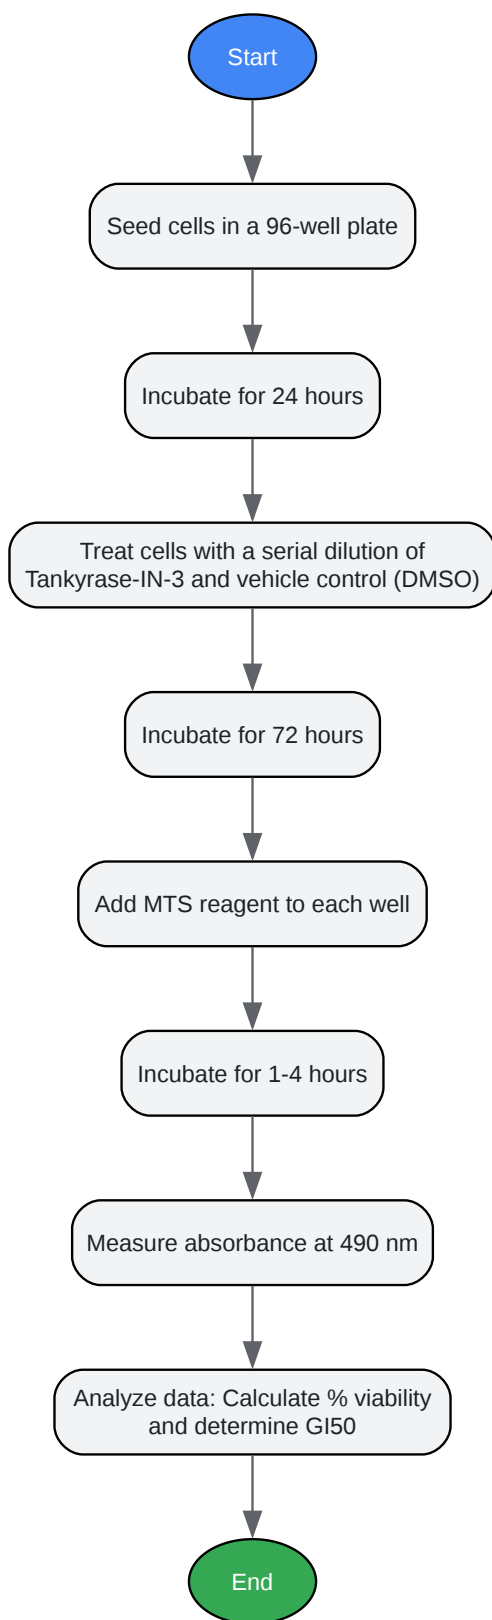 Start
Seed cells in a 96-well plate
Incubate for 24 hours
Treat cells with a serial dilution of
Tankyrase-IN-3 and vehicle control (DMSO)
Incubate for 72 hours
Add MTS reagent to each well
Incubate for 1-4 hours
Measure absorbance at 490 nm
Analyze data: Calculate % viability
and determine GI50
End